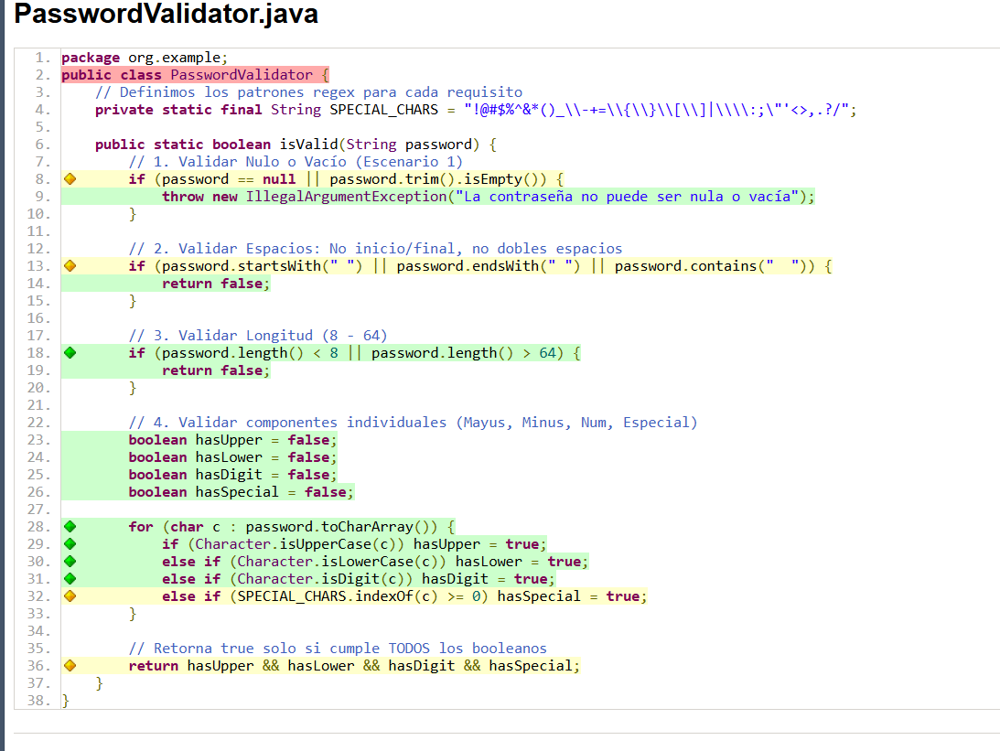 PasswordValidator.java
1. package org.example;
2. public class PasswordValidator {
3.     // Definimos los patrones regex para cada requisito
4.     private static final String SPECIAL_CHARS = "!@#$%^&*()_\\-+=\\{\\}\\[\\]|\\\\:;\"'<>,.?/";
5.
6.     public static boolean isValid(String password) {
7.         // 1. Validar Nulo o Vacío (Escenario 1)
8.         if (password == null || password.trim().isEmpty()) {
9.             throw new IllegalArgumentException("La contraseña no puede ser nula o vacía");
10.         }
11.
12.         // 2. Validar Espacios: No inicio/final, no dobles espacios
13.         if (password.startsWith(" ") || password.endsWith(" ") || password.contains("  ")) {
14.             return false;
15.         }
16.
17.         // 3. Validar Longitud (8 - 64)
18.         if (password.length() < 8 || password.length() > 64) {
19.             return false;
20.         }
21.
22.         // 4. Validar componentes individuales (Mayus, Minus, Num, Especial)
23.         boolean hasUpper = false;
24.         boolean hasLower = false;
25.         boolean hasDigit = false;
26.         boolean hasSpecial = false;
27.
28.         for (char c : password.toCharArray()) {
29.             if (Character.isUpperCase(c)) hasUpper = true;
30.             else if (Character.isLowerCase(c)) hasLower = true;
31.             else if (Character.isDigit(c)) hasDigit = true;
32.             else if (SPECIAL_CHARS.indexOf(c) >= 0) hasSpecial = true;
33.         }
34.
35.         // Retorna true solo si cumple TODOS los booleanos
36.         return hasUpper && hasLower && hasDigit && hasSpecial;
37.     }
38. }